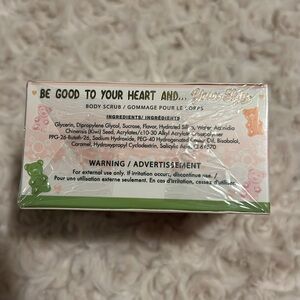 BE GOOD TO YOUR HEART AND...
BODY SCRUB / GOMMAGE POUR LE CORPS
INGREDIENTS/ INGRÉDIENTS
Glycerin, Dipropylene Glycol, Sucrose, Flavor, Hydrated Silica, Water, Actinidia
Chinensis (Kiwi) Seed, Acrylates/c10-30 Alkyl Acrylate Crosspolymer
PPG-26-Buteth-26, Sodium Hydroxide, PEG-40 Hydrogenated Castor Oil, Bisabolol,
Caramel, Hydroxypropyl Cyclodextrin, Salicylic Acid,
WARNING / ADVERTISSEMENT
For external use only. If irritation occurs, discontinue use. /
Pour une utilisation externe seulement. En cas d'irritation, cessez d'utiliser